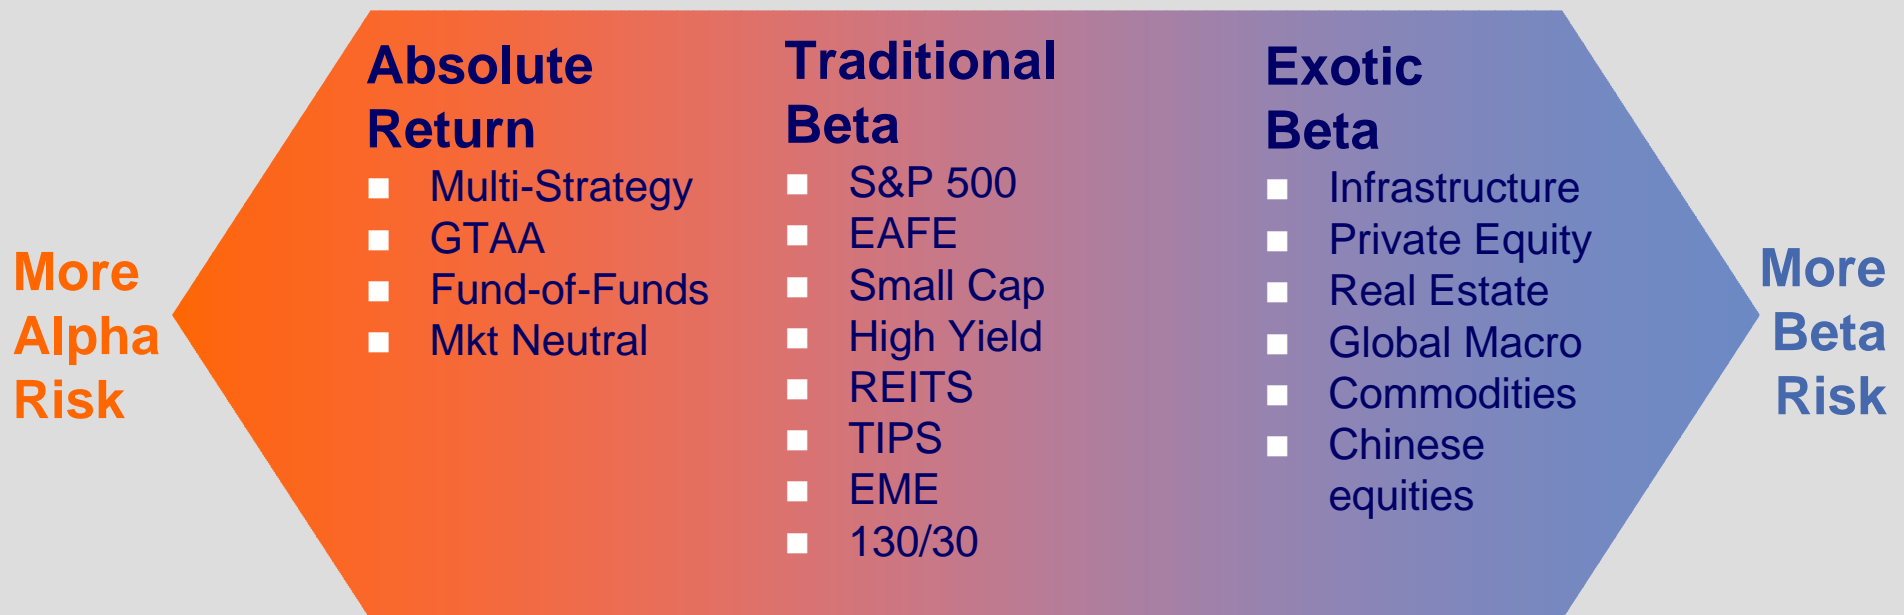 More
Alpha
Risk
Absolute
Return
Multi-Strategy
GTAA
Fund-of-Funds
Mkt Neutral
Traditional
Beta
S&P 500
EAFE
Small Cap
High Yield
REITS
TIPS
EME
130/30
Exotic
Beta
Infrastructure
Private Equity
Real Estate
Global Macro
Commodities
Chinese
equities
More
Beta
Risk